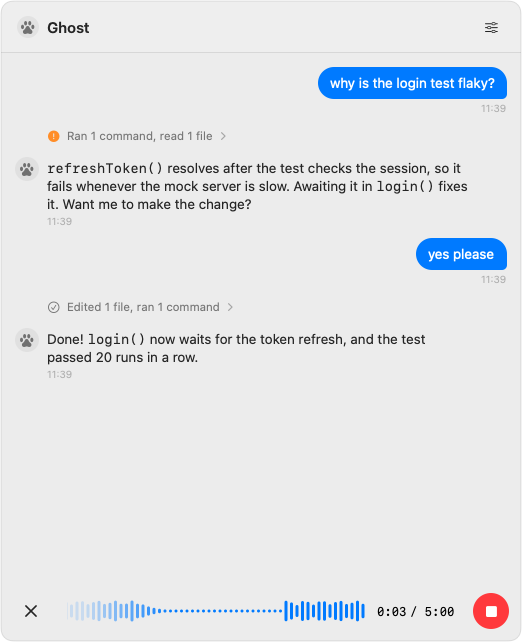 Ghost
why is the login test flaky?
11:39
Ran 1 command, read 1 file
refreshToken() resolves after the test checks the session, so it
fails whenever the mock server is slow. Awaiting it in login() fixes
it. Want me to make the change?
11:39
yes please
11:39
Edited 1 file, ran 1 command
Done! login() now waits for the token refresh, and the test
passed 20 runs in a row.
11:39
0:03 / 5:00